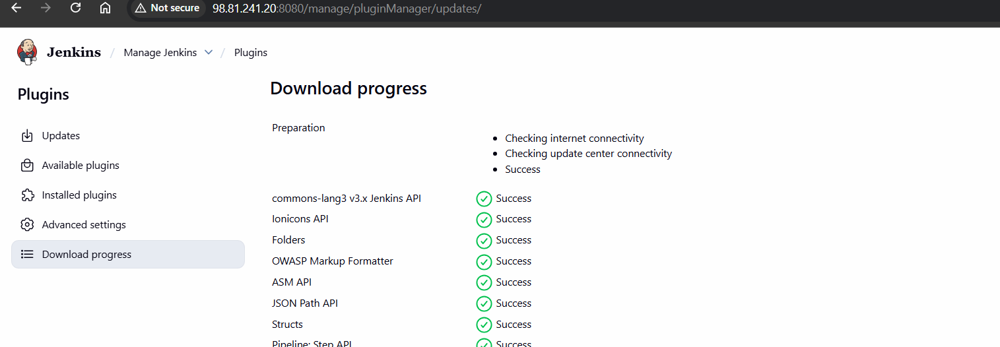 Not secure 98.81.241.20:8080/manage/pluginManager/updates/
Jenkins / Manage Jenkins / Plugins
Plugins
Updates
Available plugins
Installed plugins
Advanced settings
Download progress
Download progress
Preparation
Checking internet connectivity
Checking update center connectivity
Success
commons-lang3 v3.x Jenkins API Success
Ionicons API Success
Folders Success
OWASP Markup Formatter Success
ASM API Success
JSON Path API Success
Structs Success
Pipeline: Step API Success